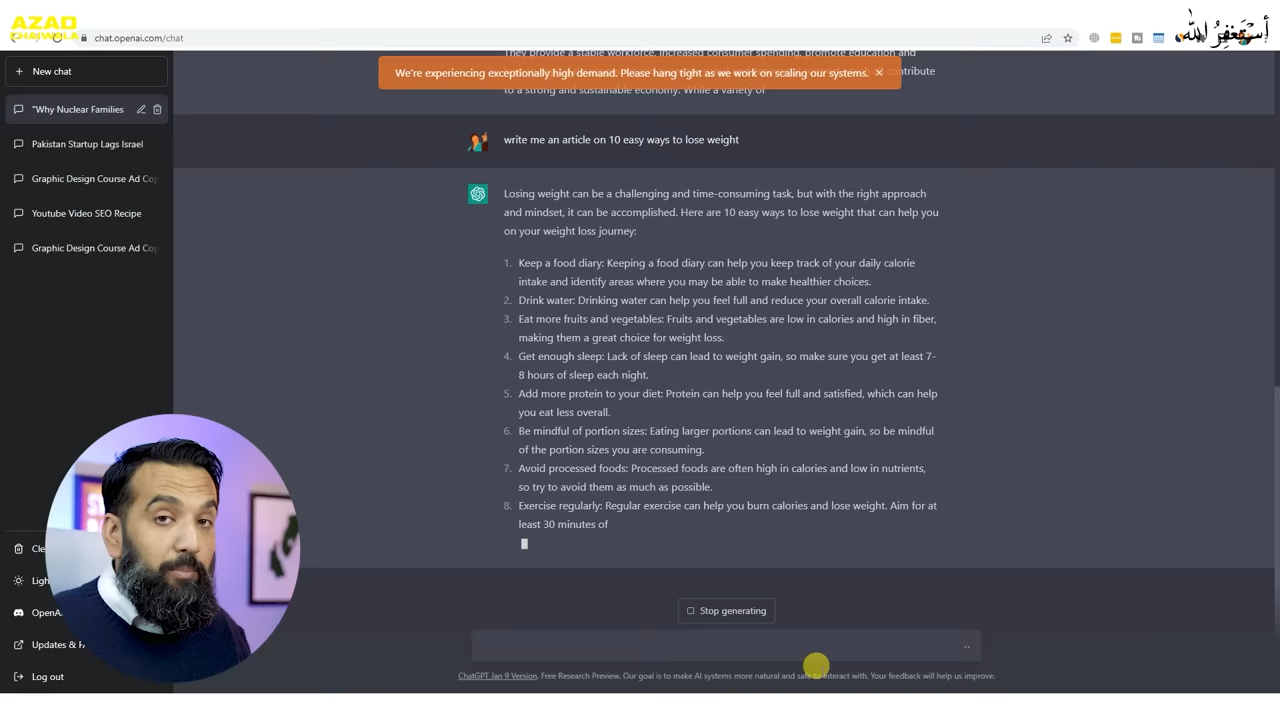 AZAD
CHAIWALA
أستغفر الله
chat.openai.com/chat
New chat
"Why Nuclear Families
Pakistan Startup Lags Israel
Graphic Design Course Ad Co
Youtube Video SEO Recipe
Graphic Design Course Ad Co
Cle
Ligh
OpenA
Updates & F
Log out
They provide a stable workforce, increased consumer spending, promote education and
contribute
to a strong and sustainable economy. While a variety of
We're experiencing exceptionally high demand. Please hang tight as we work on scaling our systems.
write me an article on 10 easy ways to lose weight
Losing weight can be a challenging and time-consuming task, but with the right approach
and mindset, it can be accomplished. Here are 10 easy ways to lose weight that can help you
on your weight loss journey:
1. Keep a food diary: Keeping a food diary can help you keep track of your daily calorie
intake and identify areas where you may be able to make healthier choices.
2. Drink water: Drinking water can help you feel full and reduce your overall calorie intake.
3. Eat more fruits and vegetables: Fruits and vegetables are low in calories and high in fiber,
making them a great choice for weight loss.
4. Get enough sleep: Lack of sleep can lead to weight gain, so make sure you get at least 7-
8 hours of sleep each night.
5. Add more protein to your diet: Protein can help you feel full and satisfied, which can help
you eat less overall.
6. Be mindful of portion sizes: Eating larger portions can lead to weight gain, so be mindful
of the portion sizes you are consuming.
7. Avoid processed foods: Processed foods are often high in calories and low in nutrients,
so try to avoid them as much as possible.
8. Exercise regularly: Regular exercise can help you burn calories and lose weight. Aim for at
least 30 minutes of
Stop generating
ChatGPT Jan 9 Version. Free Research Preview. Our goal is to make AI systems more natural and safe to interact with. Your feedback will help us improve.